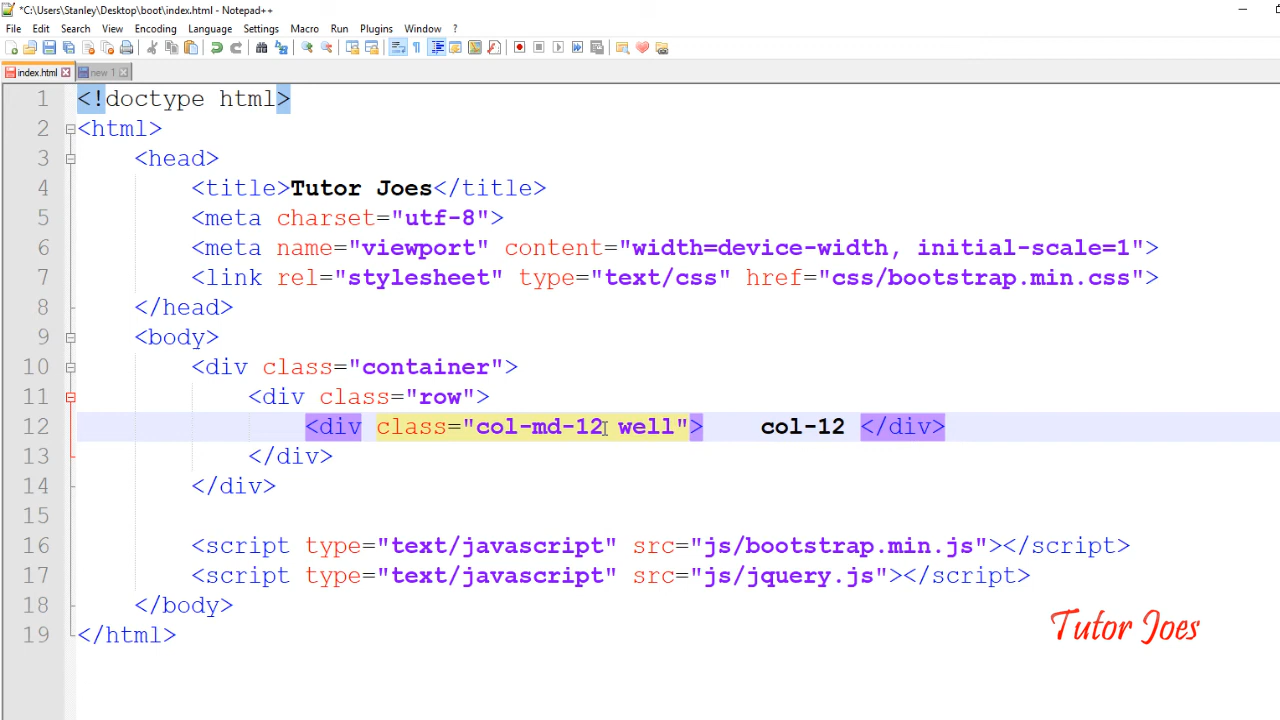 *C:\Users\Stanley\Desktop\boot\index.html - Notepad++
File Edit Search View Encoding Language Settings Macro Run Plugins Window ?
index.html new 1
1 <!doctype html>
2 <html>
3 <head>
4 <title>Tutor Joes</title>
5 <meta charset="utf-8">
6 <meta name="viewport" content="width=device-width, initial-scale=1">
7 <link rel="stylesheet" type="text/css" href="css/bootstrap.min.css">
8 </head>
9 <body>
10 <div class="container">
11 <div class="row">
12 <div class="col-md-12 well"> col-12 </div>
13 </div>
14 </div>
15
16 <script type="text/javascript" src="js/bootstrap.min.js"></script>
17 <script type="text/javascript" src="js/jquery.js"></script>
18 </body>
19 </html>
Tutor Joes